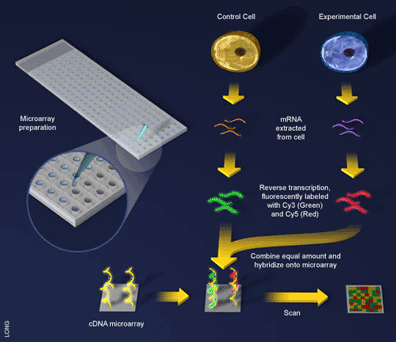 Control Cell
Experimental Cell
Microarray
preparation
mRNA
extracted
from cell
Reverse transcription,
fluorescently labeled
with Cy3 (Green)
and Cy5 (Red)
Combine equal amount and
hybridize onto microarray
cDNA microarray
Scan
LONG